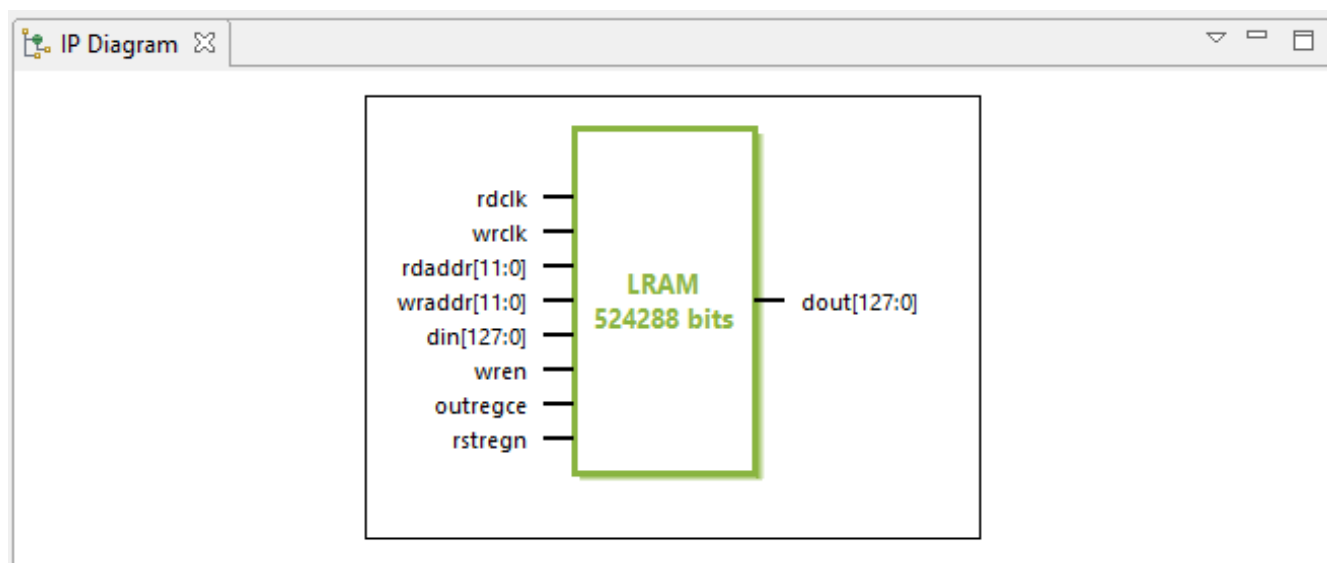 IP Diagram
rdclk
wrclk
rdaddr[11:0]
wraddr[11:0]
din[127:0]
wren
outregce
rstregn
LRAM
524288 bits
dout[127:0]